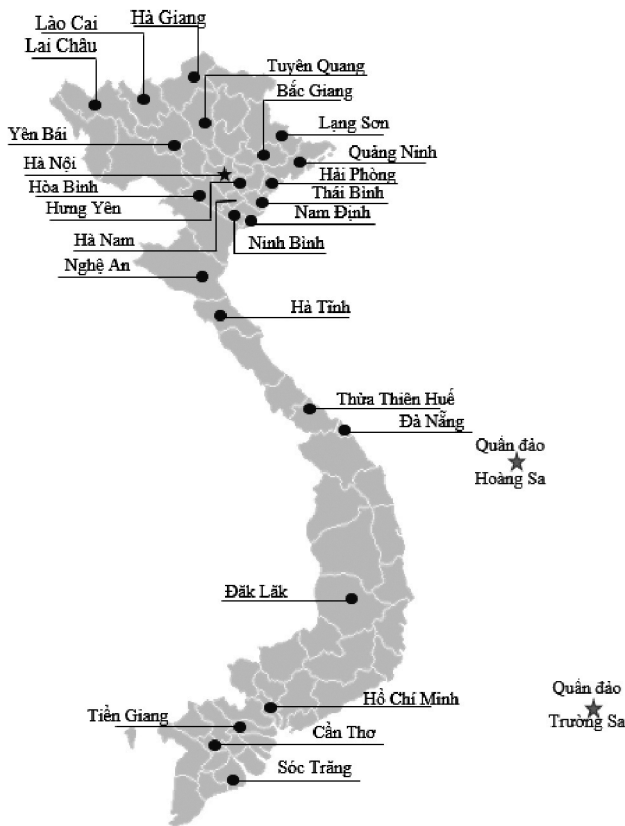 Hà Giang
Lào Cai
Lai Châu
Tuyên Quang
Bắc Giang
Lạng Sơn
Yên Bái
Quảng Ninh
Hà Nội
Hải Phòng
Hòa Bình
Thái Bình
Hưng Yên
Nam Định
Hà Nam
Ninh Bình
Nghệ An
Hà Tĩnh
Thừa Thiên Huế
Đà Nẵng
Quần đảo
Hoàng Sa
Đăk Lăk
Quần đảo
Trường Sa
Hồ Chí Minh
Tiền Giang
Cần Thơ
Sóc Trăng